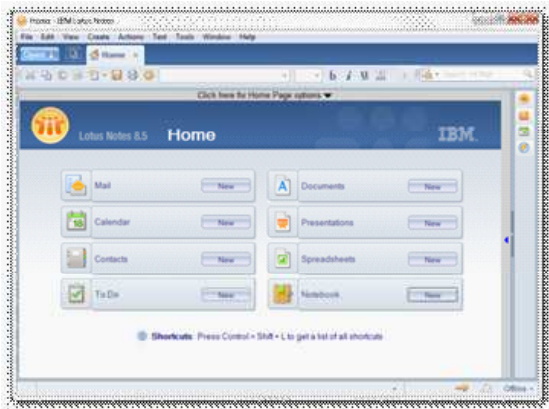 Home - IBM Lotus Notes
File Edit View Create Actions Text Tools Window Help
Open Home
b i u
Click here for Home Page options
Lotus Notes 8.5 Home IBM
Mail New Documents New
Calendar New Presentations New
Contacts New Spreadsheets New
To Do New Notebook New
Shortcuts: Press Control + Shift + L to get a list of all shortcuts
Offline